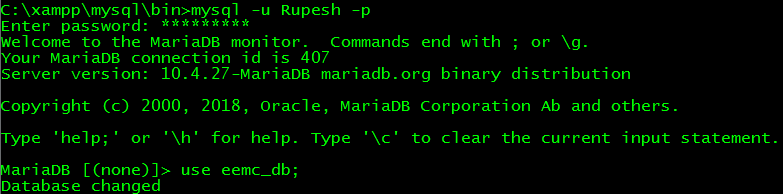 C:\xampp\mysql\bin>mysql -u Rupesh -p
Enter password: *********
Welcome to the MariaDB monitor.  Commands end with ; or \g.
Your MariaDB connection id is 407
Server version: 10.4.27-MariaDB mariadb.org binary distribution
Copyright (c) 2000, 2018, Oracle, MariaDB Corporation Ab and others.
Type 'help;' or '\h' for help. Type '\c' to clear the current input statement.
MariaDB [(none)]> use eemc_db;
Database changed